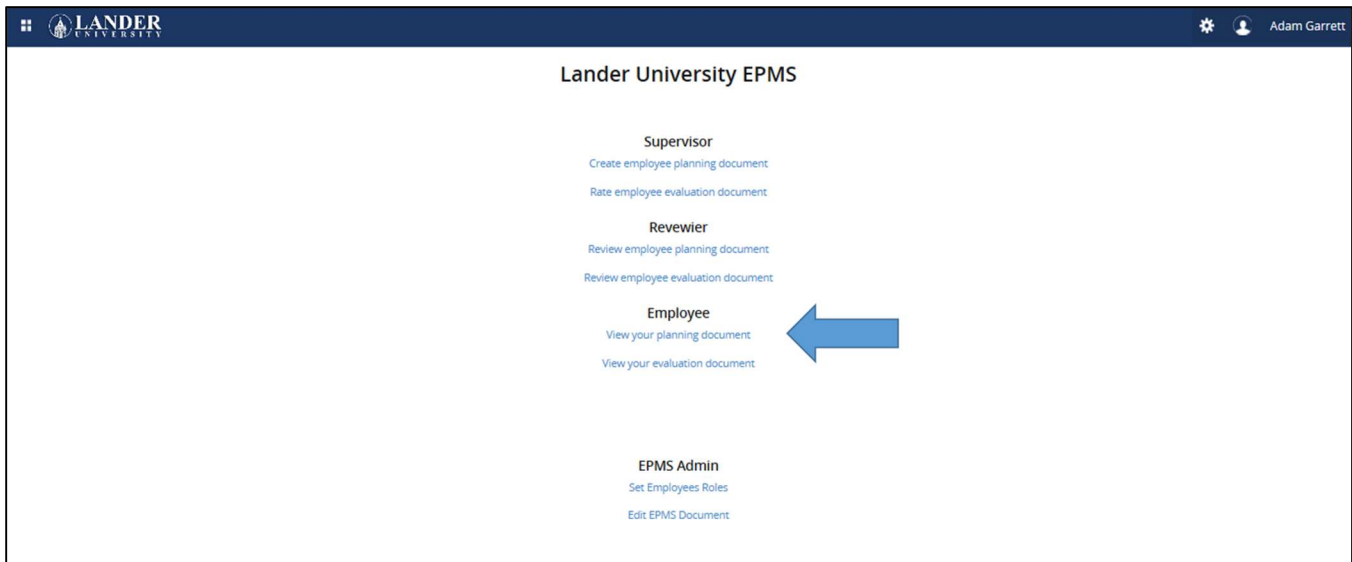 LANDER
UNIVERSITY
Adam Garrett
Lander University EPMS
Supervisor
Create employee planning document
Rate employee evaluation document
Revewier
Review employee planning document
Review employee evaluation document
Employee
View your planning document
View your evaluation document
EPMS Admin
Set Employees Roles
Edit EPMS Document